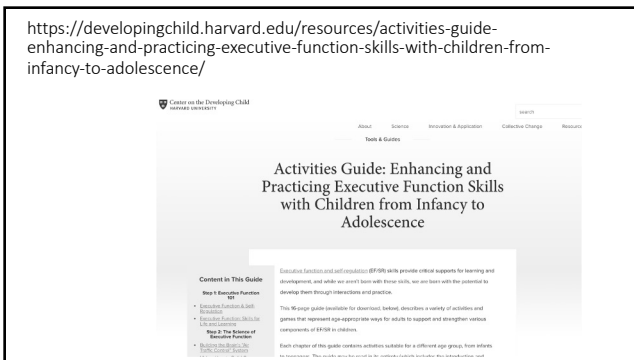 https://developingchild.harvard.edu/resources/activities-guide-
enhancing-and-practicing-executive-function-skills-with-children-from-
infancy-to-adolescence/
Center on the Developing Child
HARVARD UNIVERSITY
search
About Science Innovation & Application Collective Change Resourc
Tools & Guides
Activities Guide: Enhancing and
Practicing Executive Function Skills
with Children from Infancy to
Adolescence
Content in This Guide
Step 1: Executive Function
101
Executive Function & Self-
Regulation
Executive Function: Skills for
Life and Learning
Step 2: The Science of
Executive Function
Building the Brain's "Air
Traffic Control" System
Executive function and self-regulation (EF/SR) skills provide critical supports for learning and
development, and while we aren't born with these skills, we are born with the potential to
develop them through interactions and practice.
This 16-page guide (available for download, below), describes a variety of activities and
games that represent age-appropriate ways for adults to support and strengthen various
components of EF/SR in children.
Each chapter of this guide contains activities suitable for a different age group, from infants